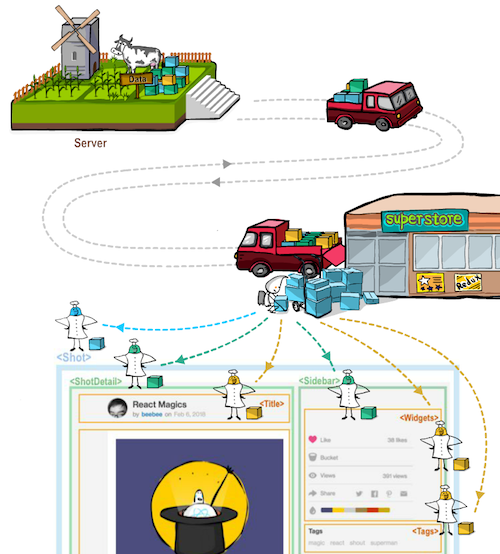 Data
Server
superstore
Redux
<Shot>
<ShotDetail>
<Sidebar>
React Magics
by beebee on Feb 6, 2016
<Title>
<Widgets>
Like
38 likes
Bucket
Views
391 views
Share
<Tags>
Tags
magic react shout superman